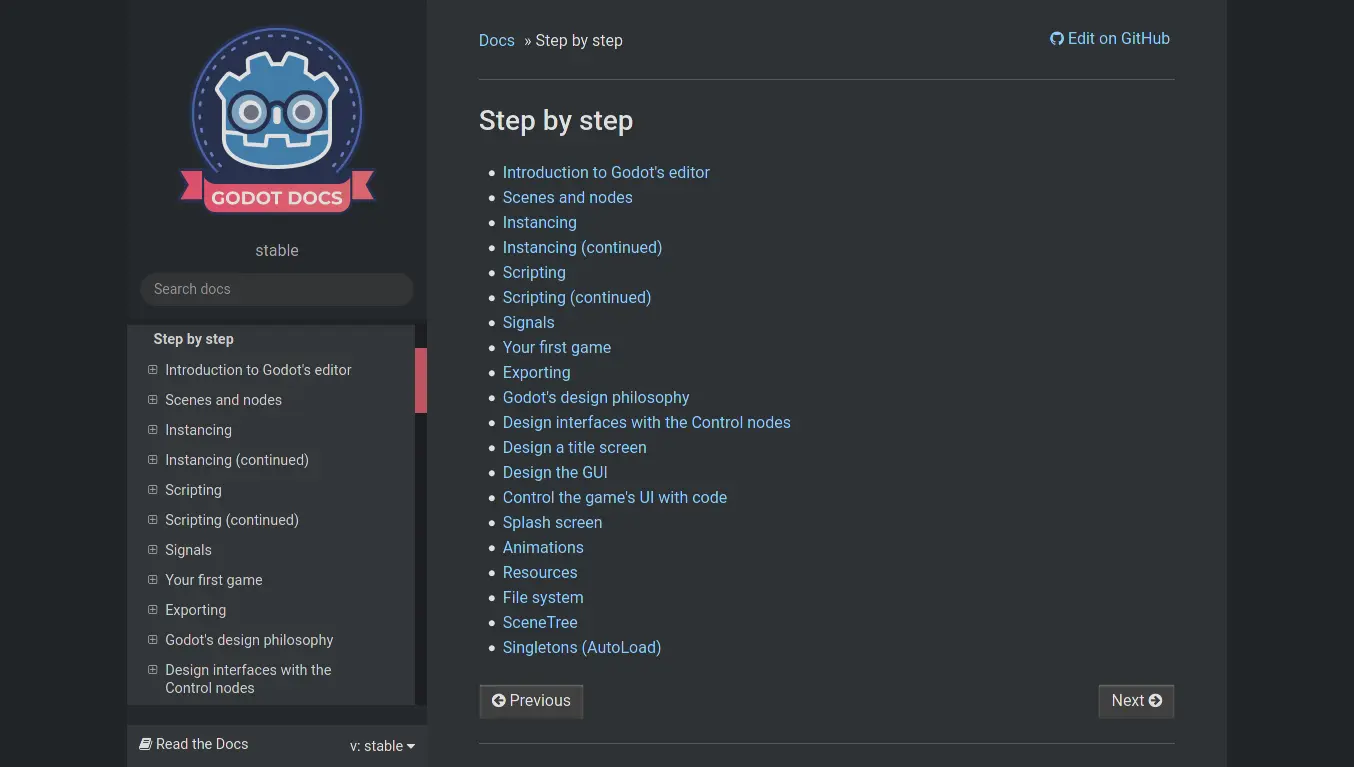 GODOT DOCS
stable
Search docs
Step by step
Introduction to Godot's editor
Scenes and nodes
Instancing
Instancing (continued)
Scripting
Scripting (continued)
Signals
Your first game
Exporting
Godot's design philosophy
Design interfaces with the
Control nodes
Read the Docs
v: stable
Docs » Step by step
Edit on GitHub
Step by step
Introduction to Godot's editor
Scenes and nodes
Instancing
Instancing (continued)
Scripting
Scripting (continued)
Signals
Your first game
Exporting
Godot's design philosophy
Design interfaces with the Control nodes
Design a title screen
Design the GUI
Control the game's UI with code
Splash screen
Animations
Resources
File system
SceneTree
Singletons (AutoLoad)
Previous
Next